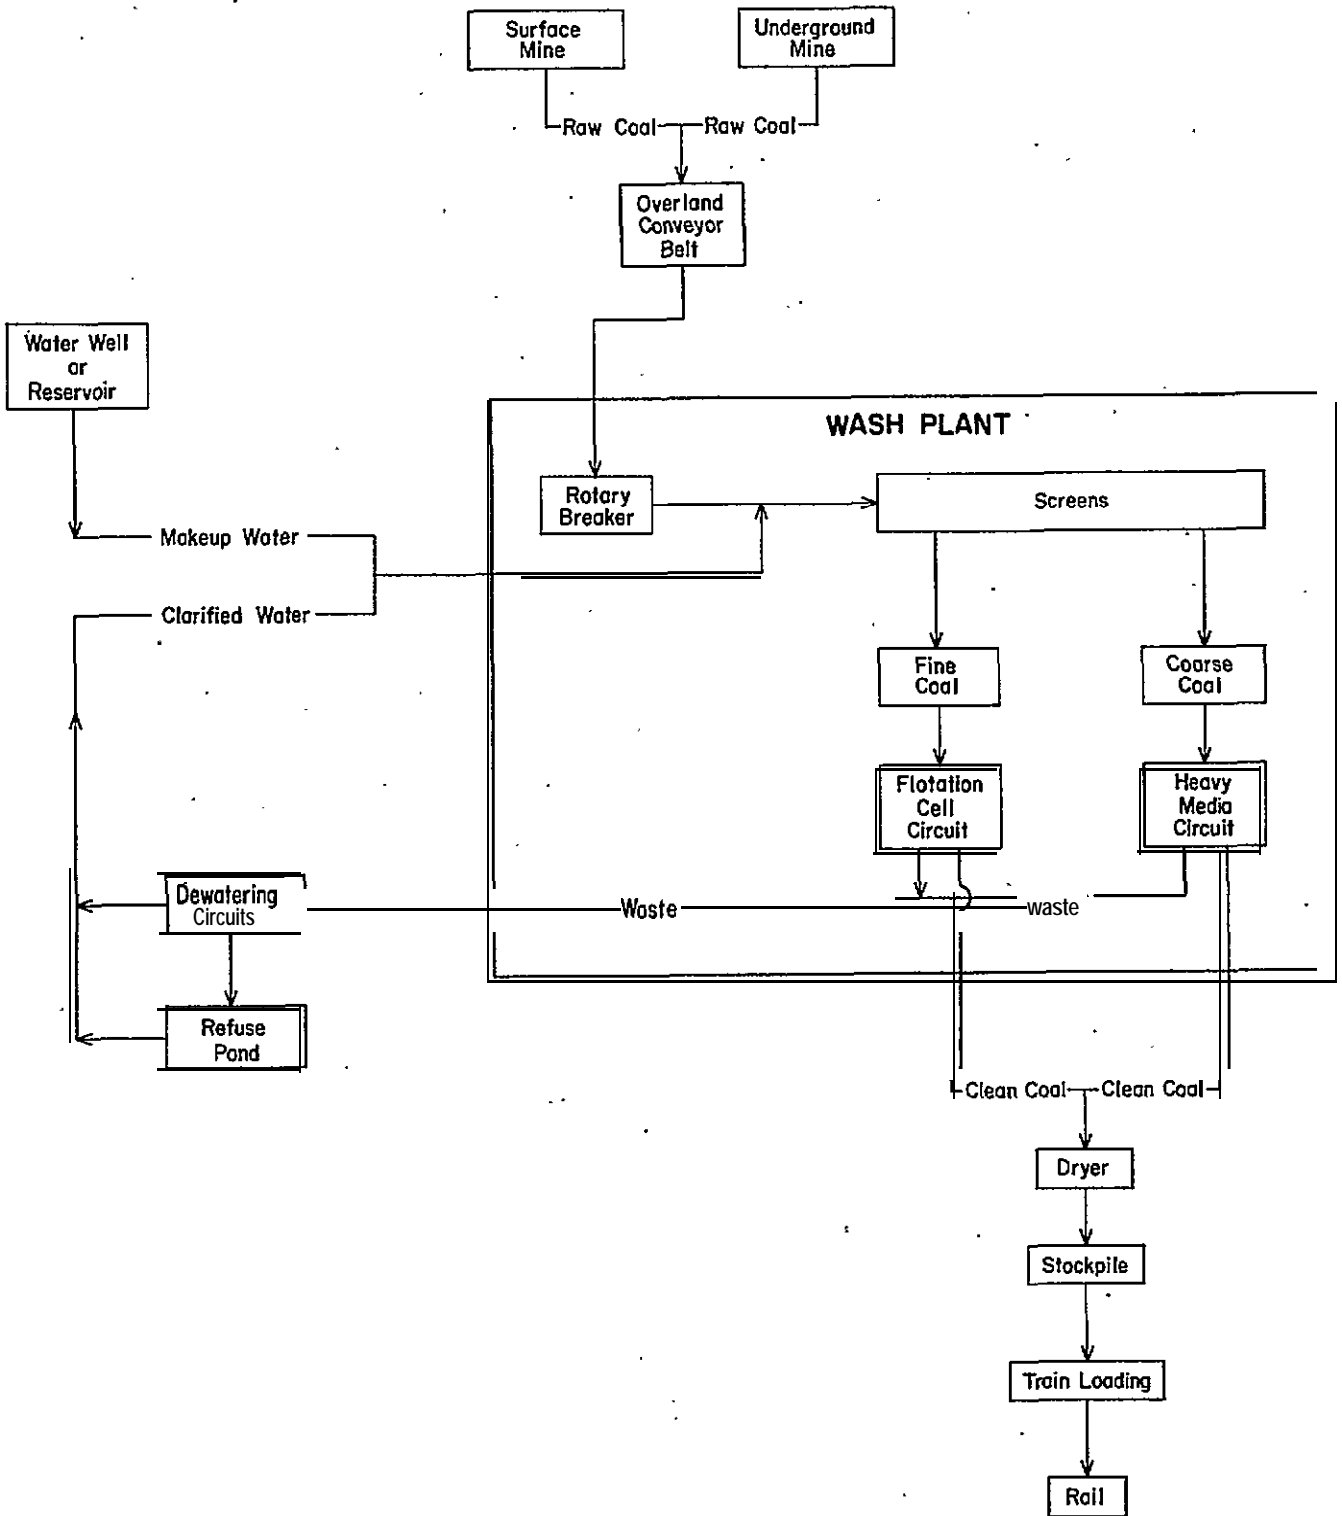 Surface
Mine
Underground
Mine
Raw Coal
Raw Coal
Overland
Conveyor
Belt
Water Well
or
Reservoir
WASH PLANT
Rotary
Breaker
Screens
Makeup Water
Clarified Water
Fine
Coal
Coarse
Coal
Flotation
Cell
Circuit
Heavy
Media
Circuit
Dewatering
Circuits
Waste
waste
Refuse
Pond
Clean Coal
Clean Coal
Dryer
Stockpile
Train Loading
Rail